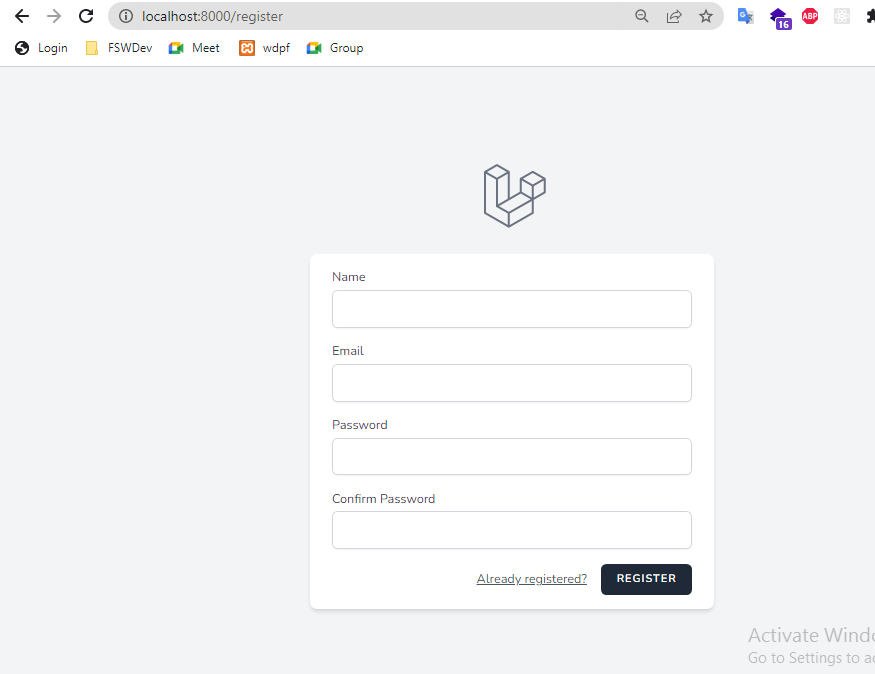 localhost:8000/register
16
ABP
Login FSWDev Meet wdpf Group
Name
Email
Password
Confirm Password
Already registered? REGISTER
Activate Windo
Go to Settings to ac